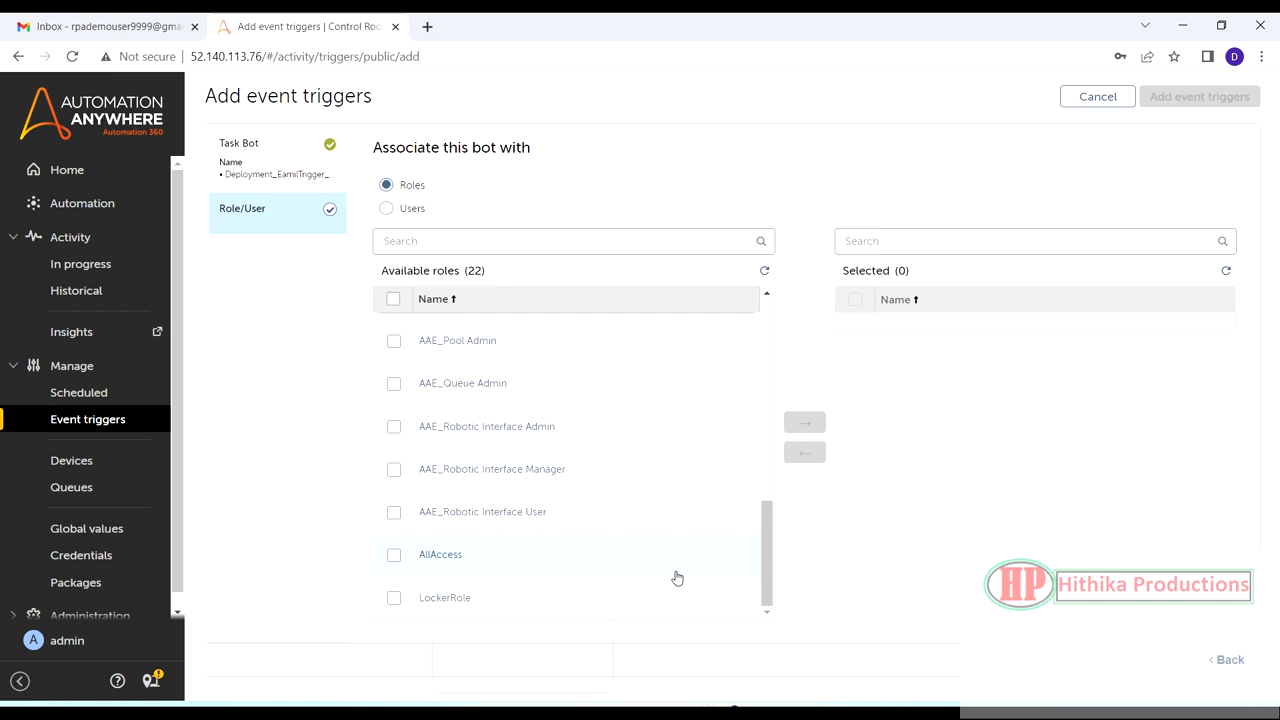 Inbox - rpademouser9999@gma
Add event triggers | Control Roo
Not secure
52.140.113.76/#/activity/triggers/public/add
D
AUTOMATION
ANYWHERE
Automation 360
Home
Automation
Activity
In progress
Historical
Insights
Manage
Scheduled
Event triggers
Devices
Queues
Global values
Credentials
Packages
Administration
A admin
Add event triggers
Cancel
Add event triggers
Task Bot
Name
• Deployment_EamilTrigger_...
Role/User
Associate this bot with
Roles
Users
Search
Available roles (22)
Name
AAE_Pool Admin
AAE_Queue Admin
AAE_Robotic Interface Admin
AAE_Robotic Interface Manager
AAE_Robotic Interface User
AllAccess
LockerRole
Search
Selected (0)
Name
HP Hithika Productions
Back